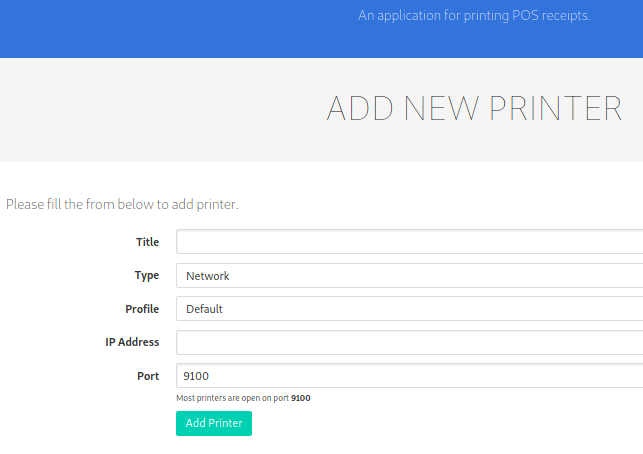 An application for printing POS receipts.
ADD NEW PRINTER
Please fill the from below to add printer.
Title
Type Network
Profile Default
IP Address
Port 9100
Most printers are open on port 9100
Add Printer